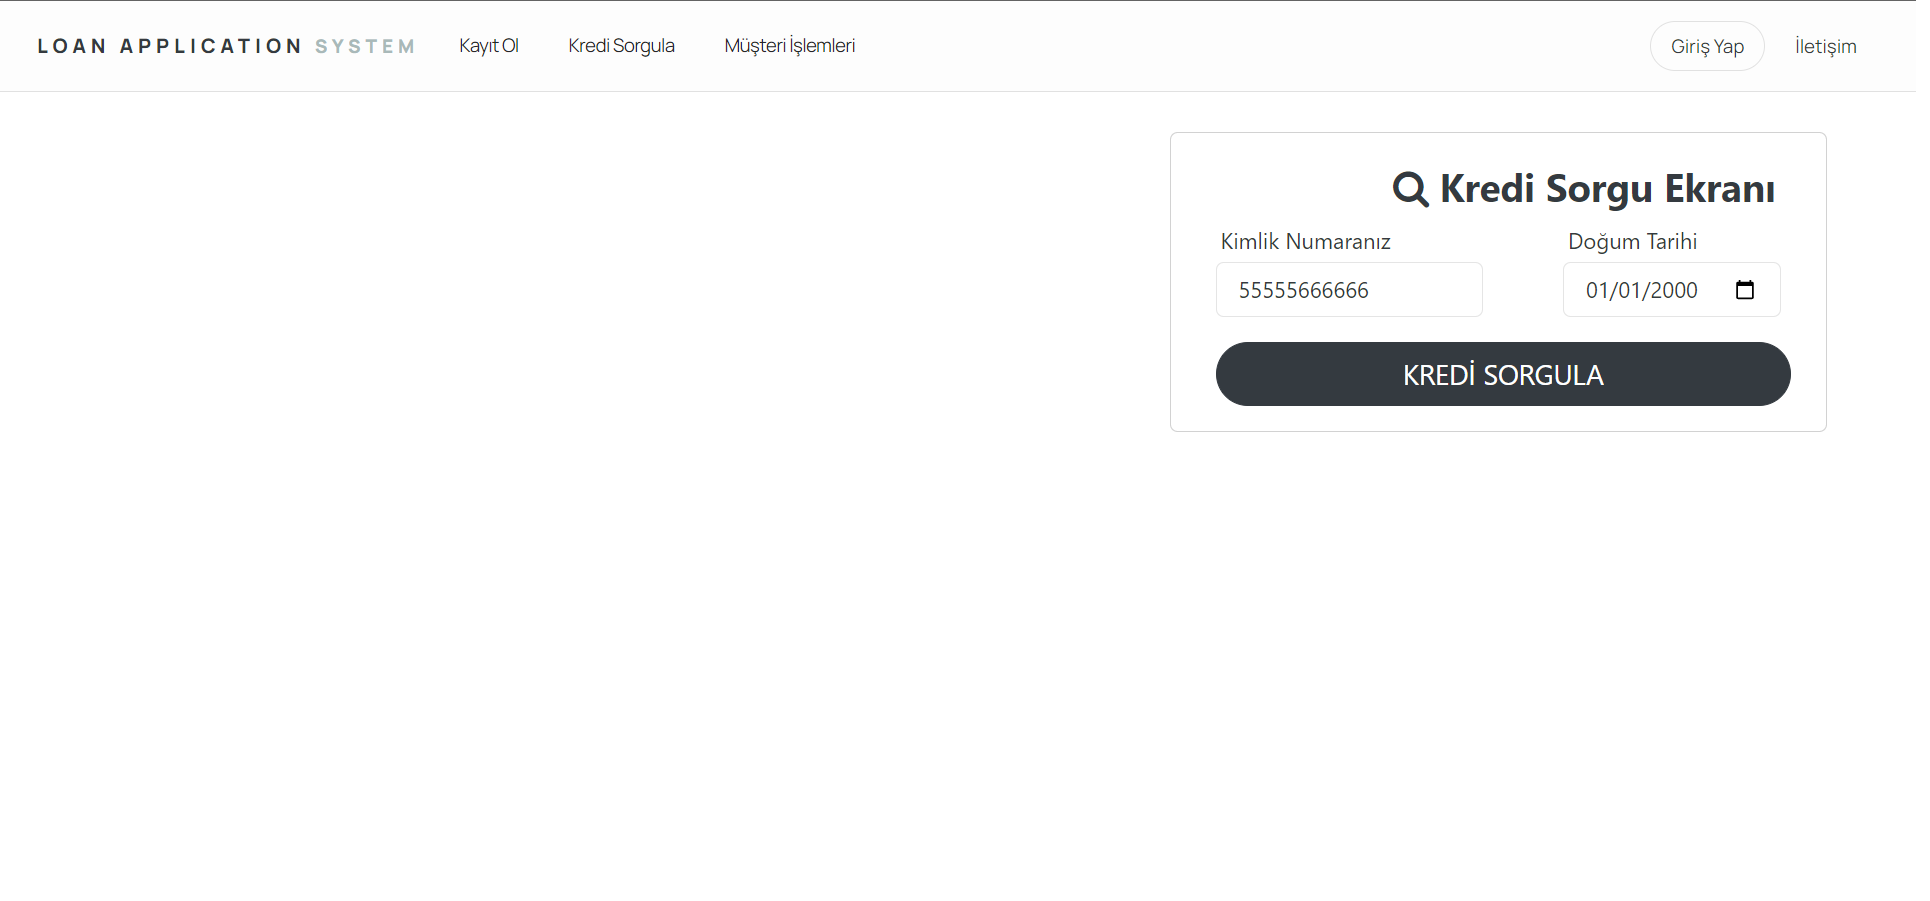 LOAN APPLICATION SYSTEM Kayıt Ol Kredi Sorgula Müşteri İşlemleri Giriş Yap İletişim
Kredi Sorgu Ekranı
Kimlik Numaranız Doğum Tarihi
55555666666 01/01/2000
KREDİ SORGULA